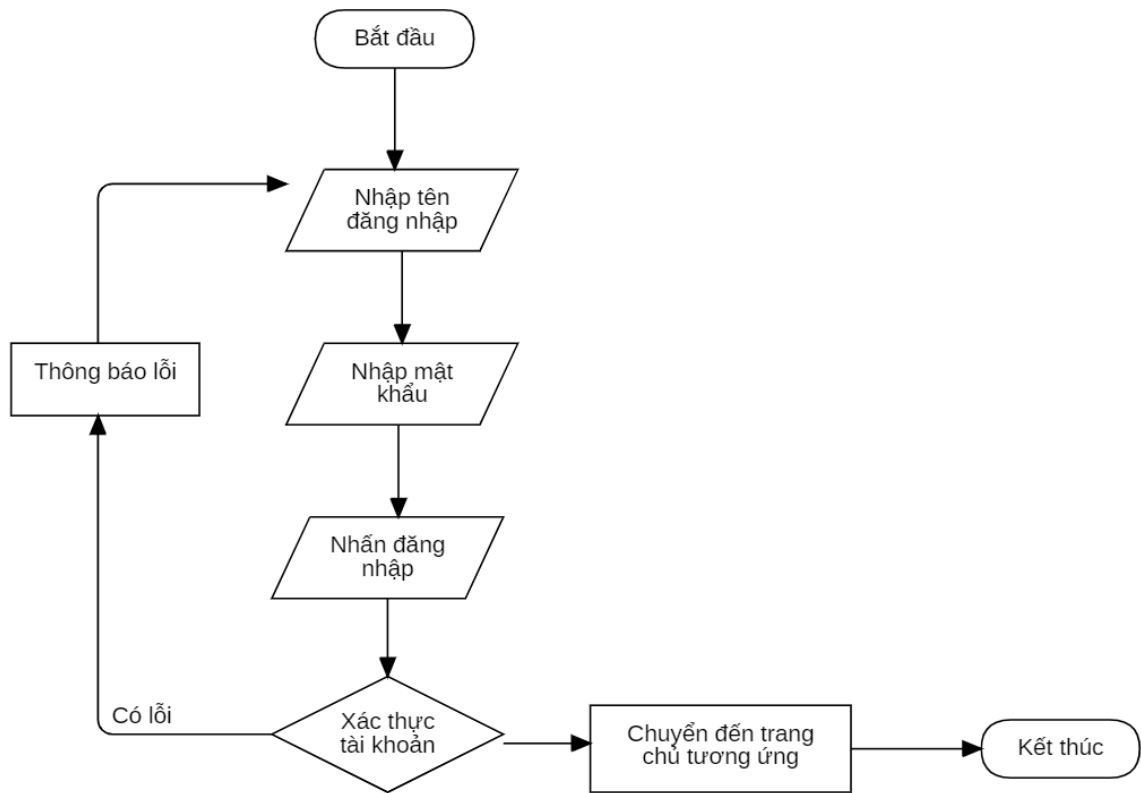 Bắt đầu
Nhập tên
đăng nhập
Thông báo lỗi
Nhập mật
khẩu
Nhấn đăng
nhập
Có lỗi
Xác thực
tài khoản
Chuyển đến trang
chủ tương ứng
Kết thúc